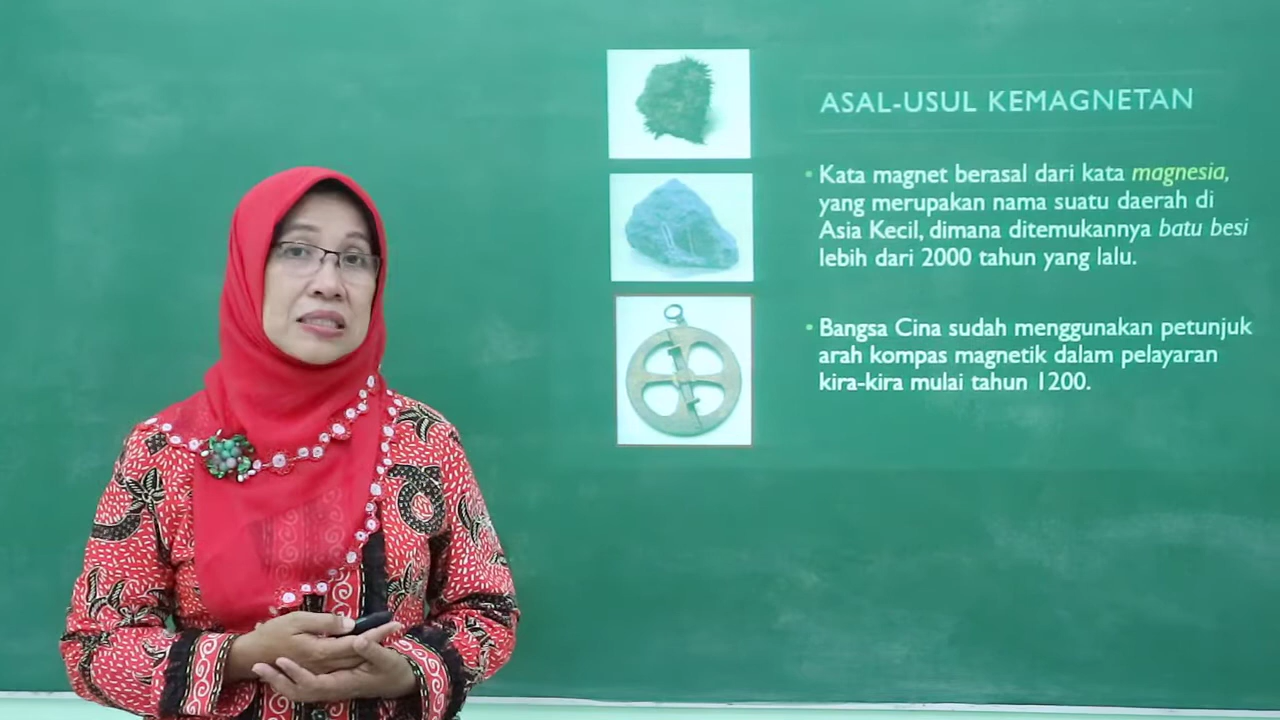 ASAL-USUL KEMAGNETAN
• Kata magnet berasal dari kata magnesia,
yang merupakan nama suatu daerah di
Asia Kecil, dimana ditemukannya batu besi
lebih dari 2000 tahun yang lalu.
• Bangsa Cina sudah menggunakan petunjuk
arah kompas magnetik dalam pelayaran
kira-kira mulai tahun 1200.